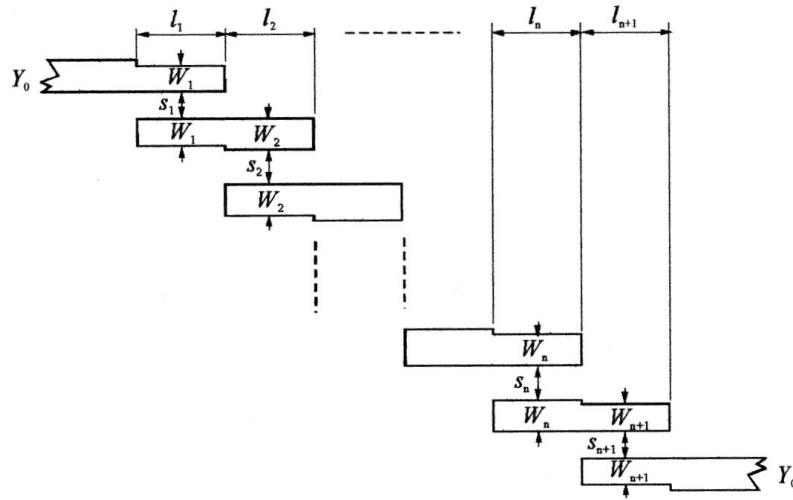 l₁ l₂ lₙ lₙ₊₁
Y₀ W₁
s₁
W₁ W₂
s₂
W₂
Wₙ
sₙ
Wₙ Wₙ₊₁
sₙ₊₁
Wₙ₊₁ Y₀